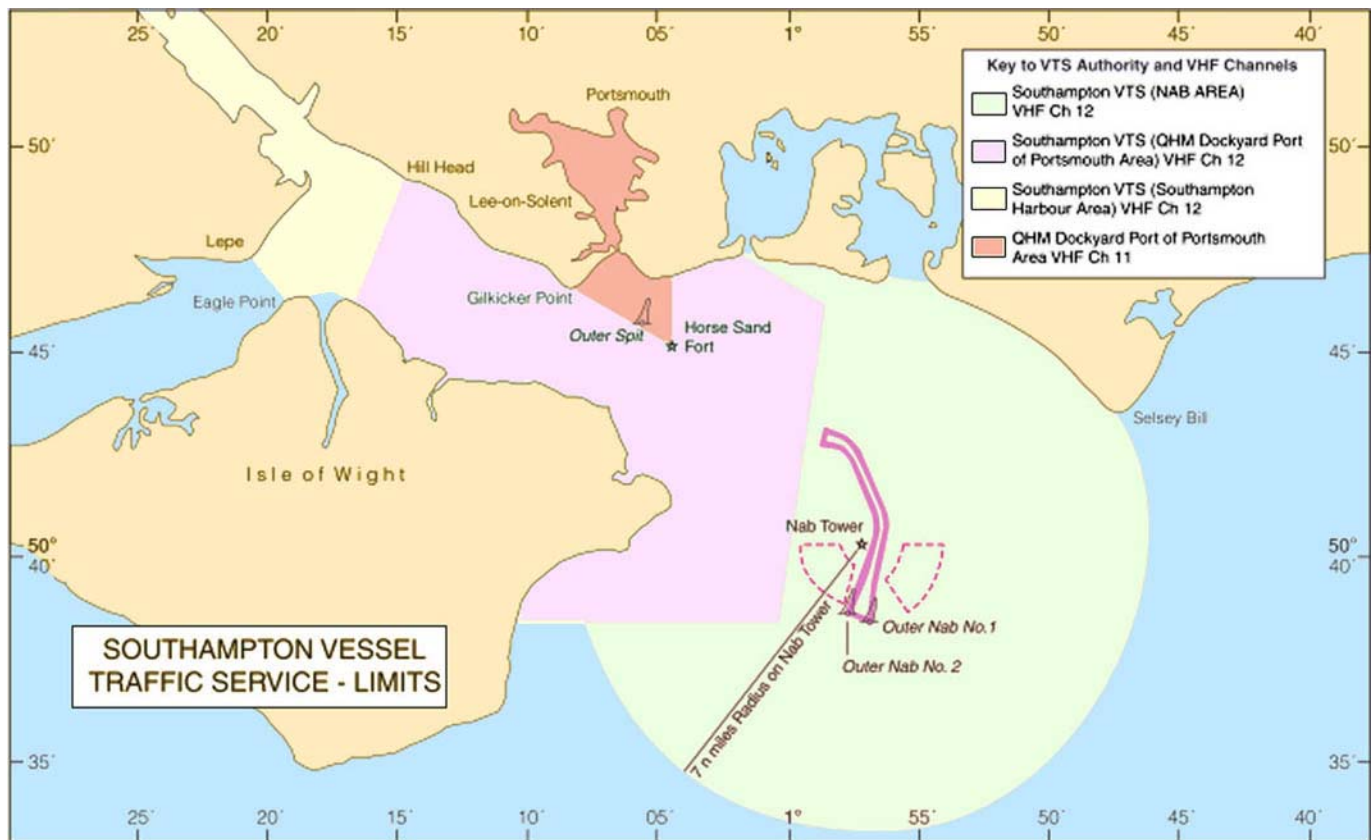 25´ 20´ 15´ 10´ 05´ 1° 55´ 50´ 45´ 40´
Key to VTS Authority and VHF Channels
Southampton VTS (NAB AREA)
VHF Ch 12
Southampton VTS (QHM Dockyard Port
of Portsmouth Area) VHF Ch 12
Southampton VTS (Southampton
Harbour Area) VHF Ch 12
QHM Dockyard Port of Portsmouth
Area VHF Ch 11
Portsmouth
50´ 50´
Hill Head
Lee-on-Solent
Lepe
Eagle Point
Gilkicker Point
Outer Spit
Horse Sand
Fort
45´ 45´
Selsey Bill
Isle of Wight
Nab Tower
50° 50°
40´ 40´
Outer Nab No.1
Outer Nab No. 2
7 n miles Radius on Nab Tower
SOUTHAMPTON VESSEL
TRAFFIC SERVICE - LIMITS
35´ 35´
25´ 20´ 15´ 10´ 05´ 1° 55´ 50´ 45´ 40´